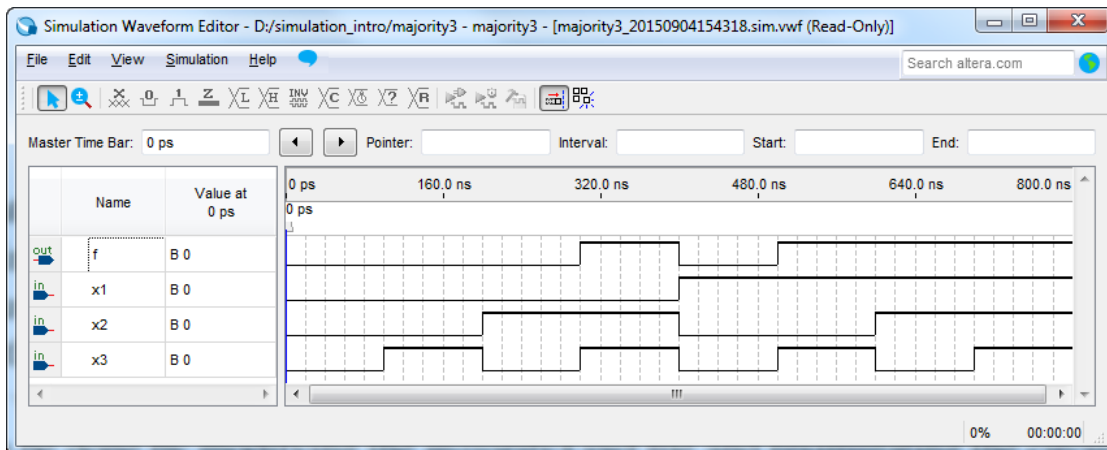 Simulation Waveform Editor - D:/simulation_intro/majority3 - majority3 - [majority3_20150904154318.sim.vwf (Read-Only)]
File Edit View Simulation Help
Search altera.com
Master Time Bar: 0 ps Pointer: Interval: Start: End:
Name Value at 0 ps
0 ps 160.0 ns 320.0 ns 480.0 ns 640.0 ns 800.0 ns
0 ps
out f B 0
in x1 B 0
in x2 B 0
in x3 B 0
0% 00:00:00